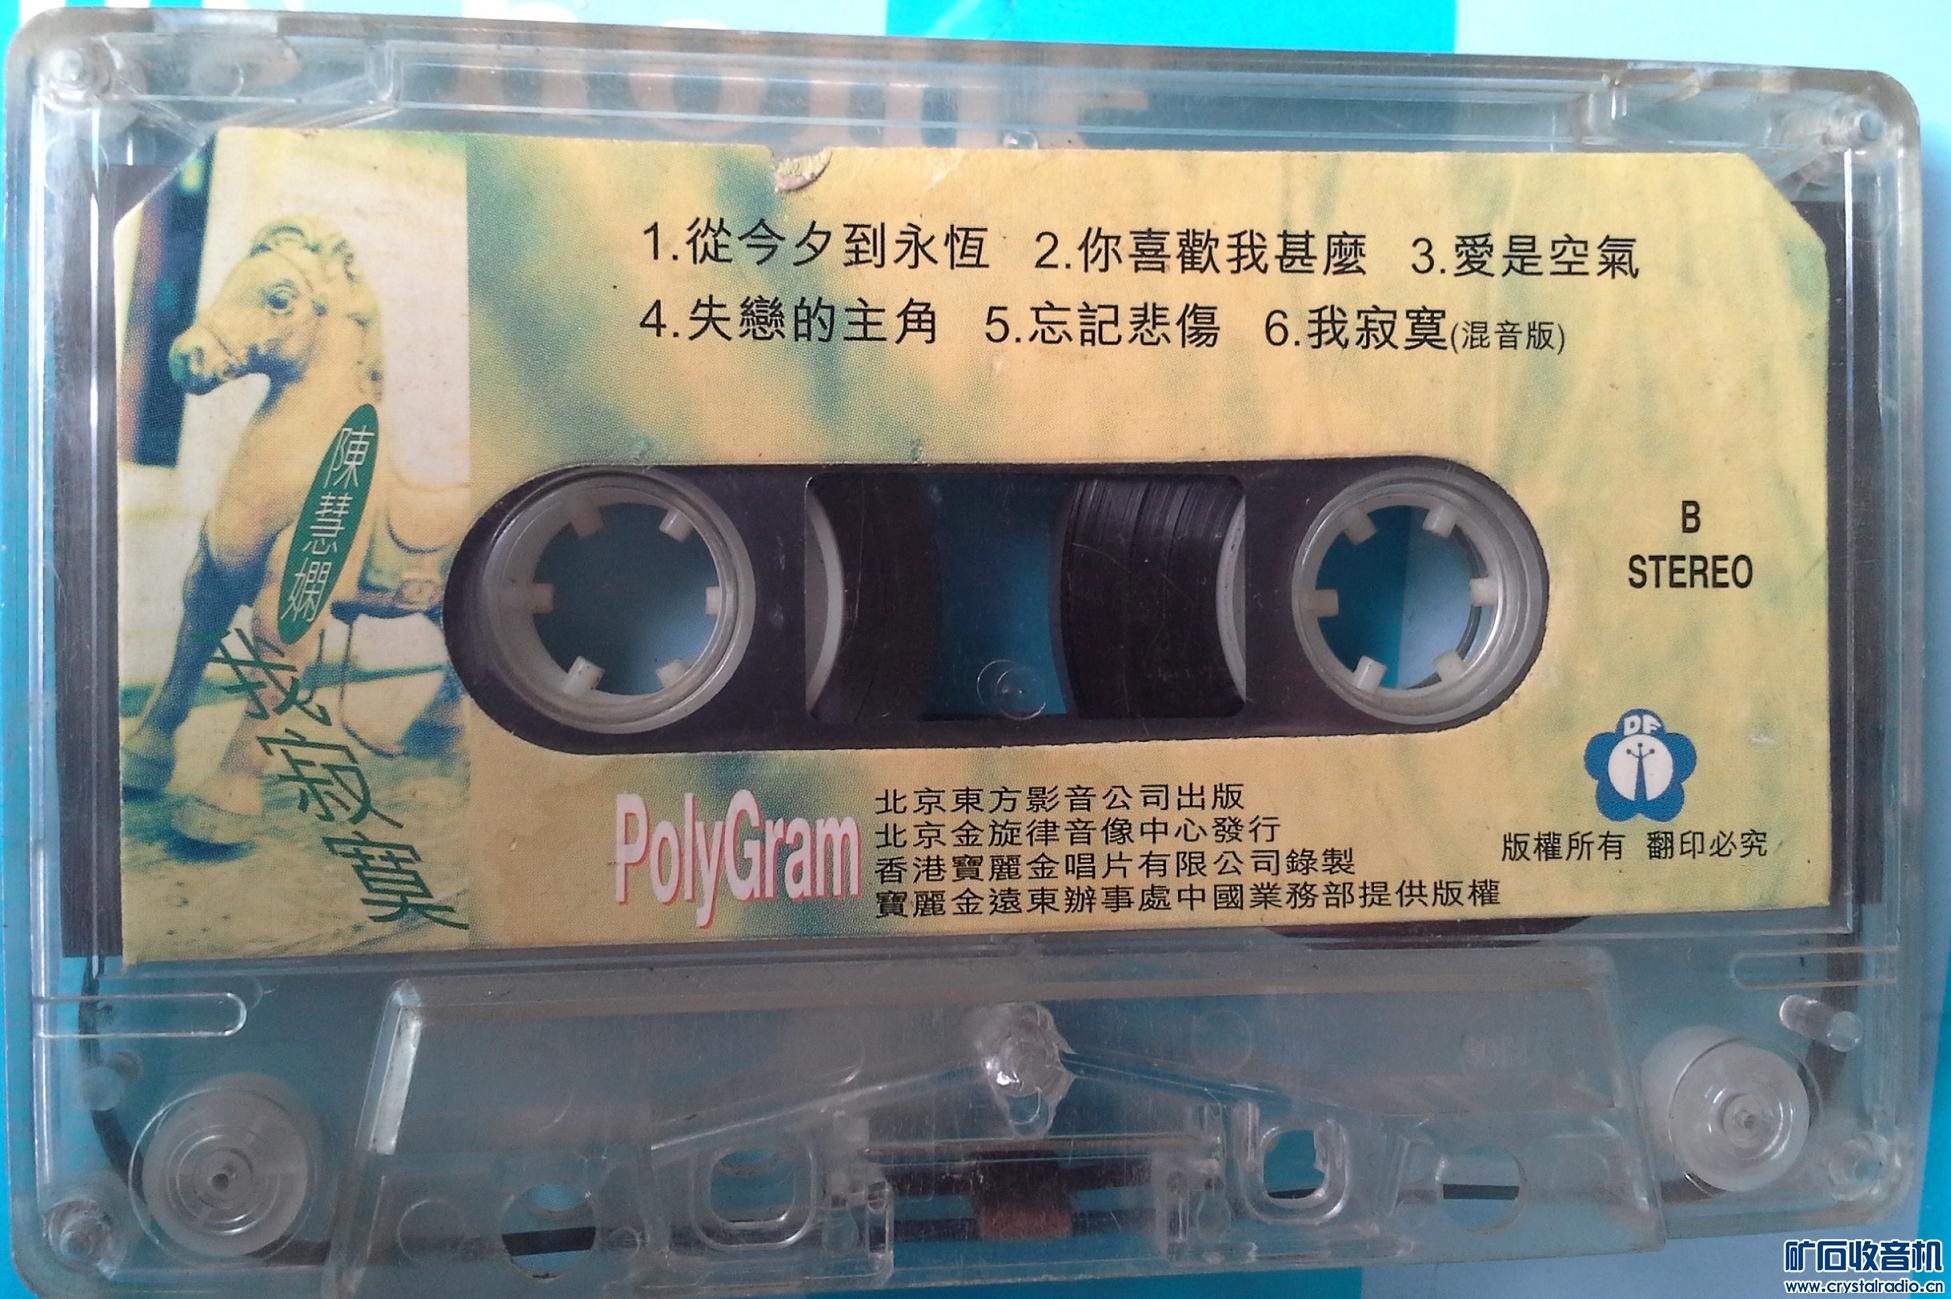 1.從今夕到永恆 2.你喜歡我甚麼 3.愛是空氣
4.失戀的主角 5.忘記悲傷 6.我寂寞(混音版)
陳慧嫻
我寂寞
B
STEREO
DF
PolyGram
北京東方影音公司出版
北京金旋律音像中心發行
香港寶麗金唱片有限公司錄製
寶麗金遠東辦事處中國業務部提供版權
版權所有 翻印必究
矿石收音机
www.crystalradio.cn